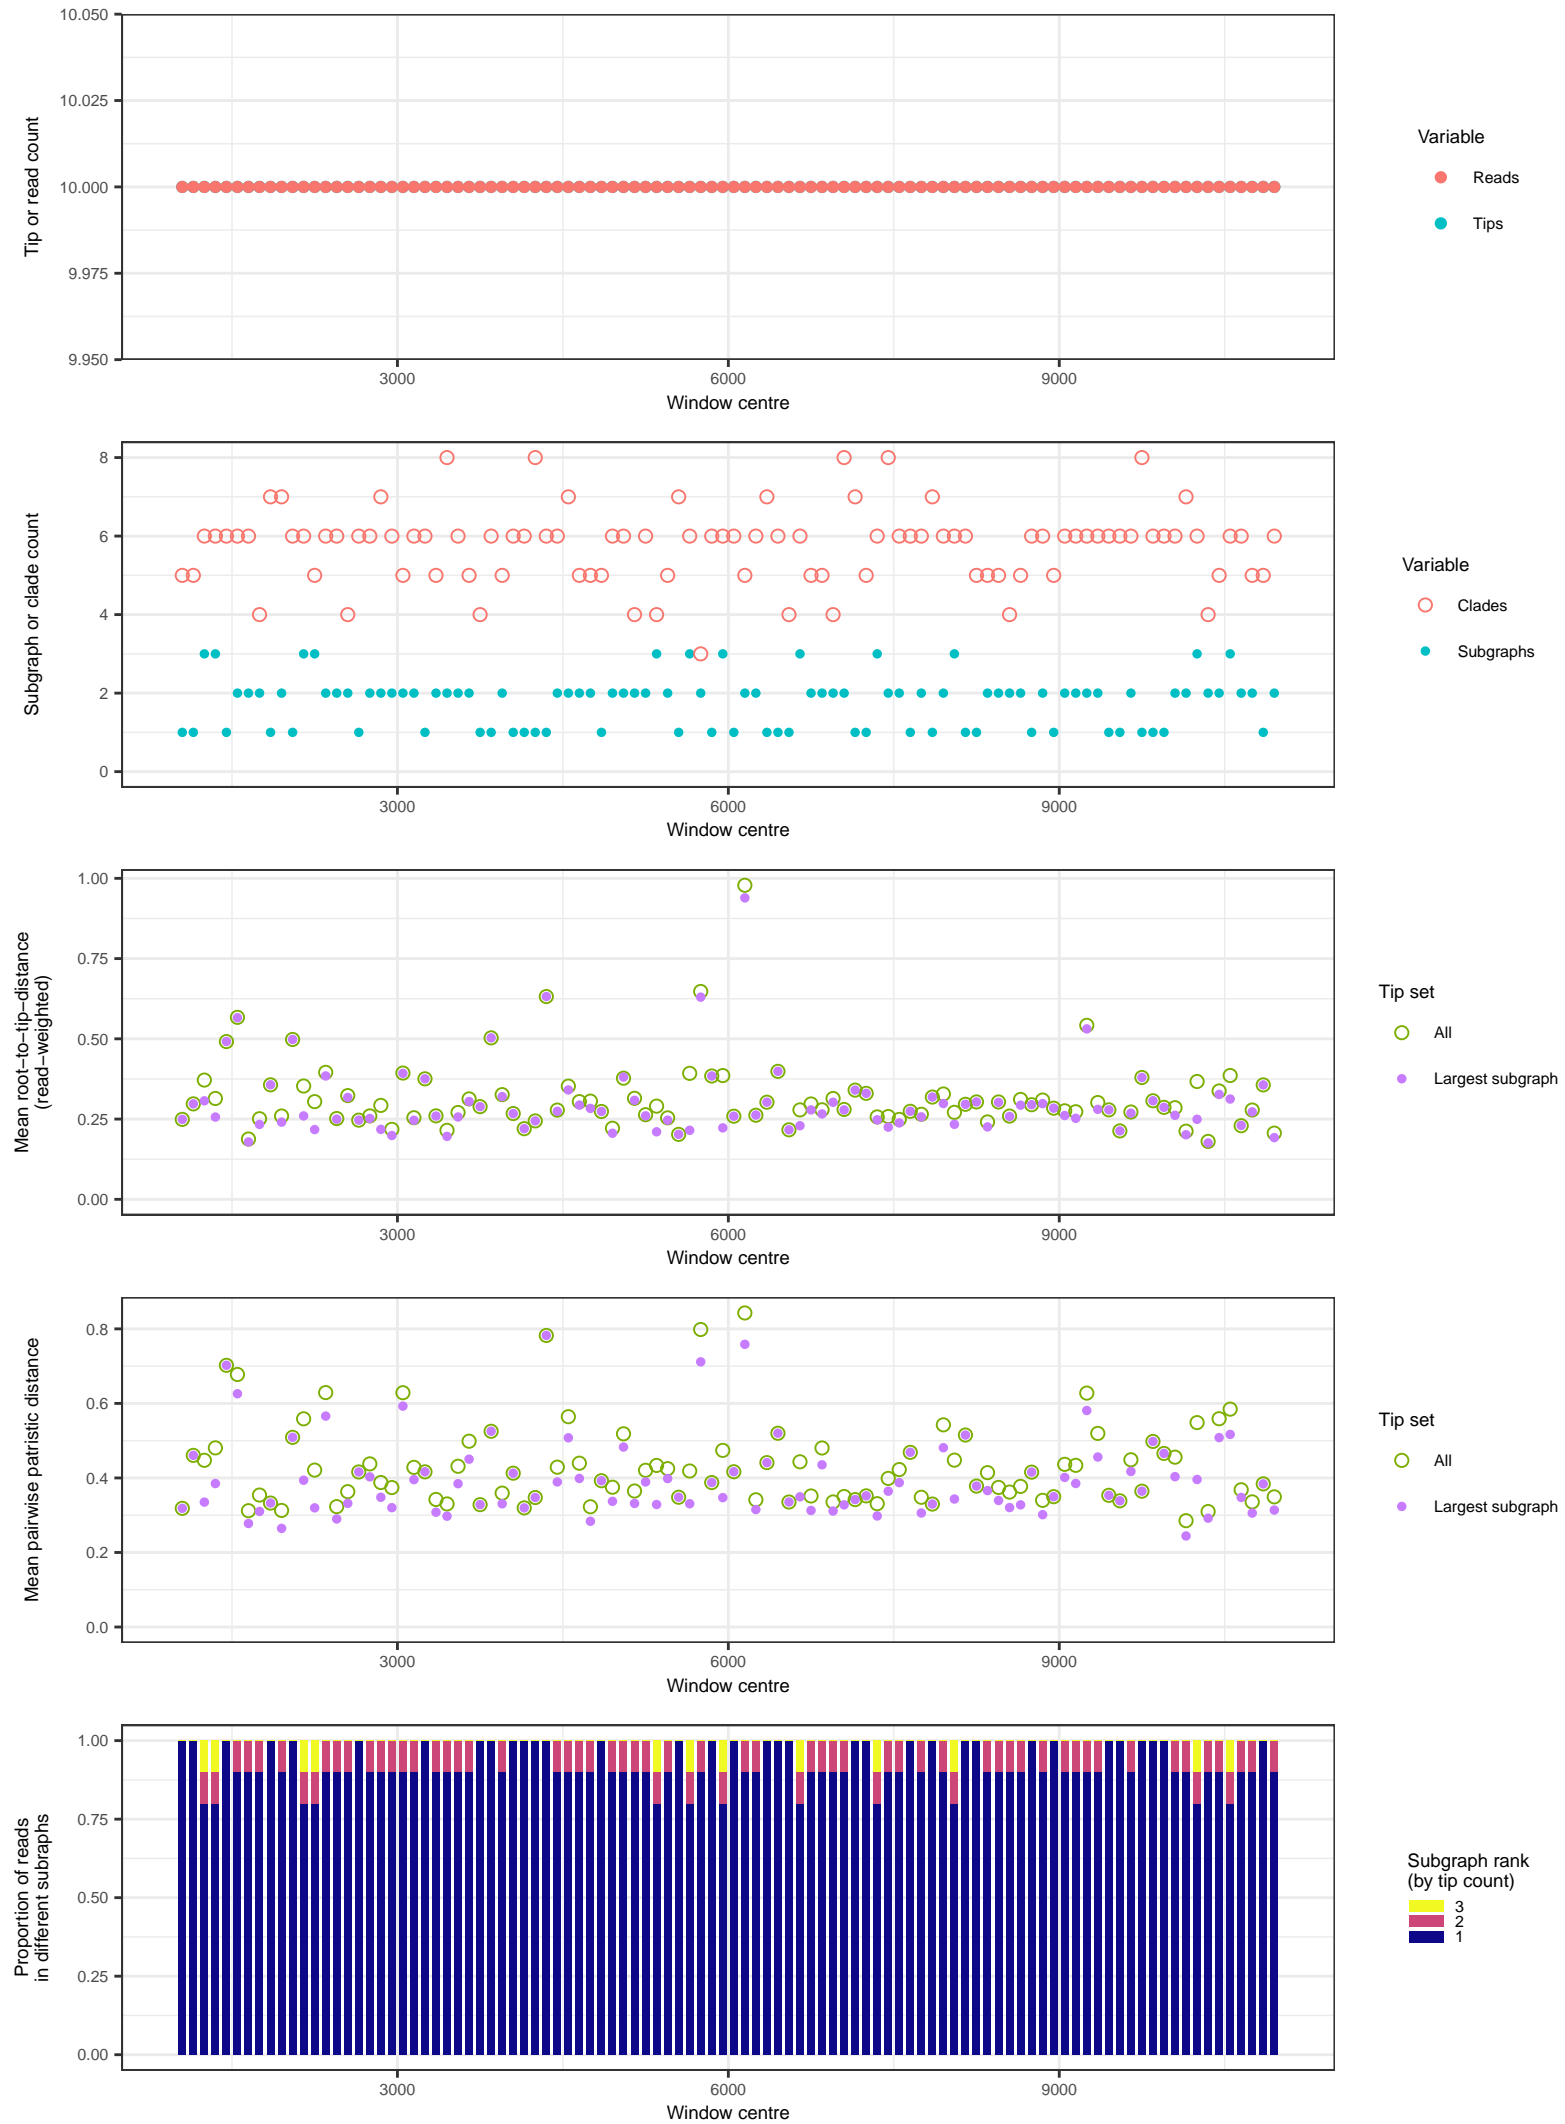 10.050
10.025
10.000
9.975
9.950
Tip or read count
3000
6000
9000
Window centre
Variable
Reads
Tips
8
6
4
2
0
Subgraph or clade count
3000
6000
9000
Window centre
Variable
Clades
Subgraphs
1.00
0.75
0.50
0.25
0.00
Mean root−to−tip−distance
(read−weighted)
3000
6000
9000
Window centre
Tip set
All
Largest subgraph
0.8
0.6
0.4
0.2
0.0
Mean pairwise patristic distance
3000
6000
9000
Window centre
Tip set
All
Largest subgraph
1.00
0.75
0.50
0.25
0.00
Proportion of reads
in different subraphs
3000
6000
9000
Window centre
Subgraph rank
(by tip count)
3
2
1